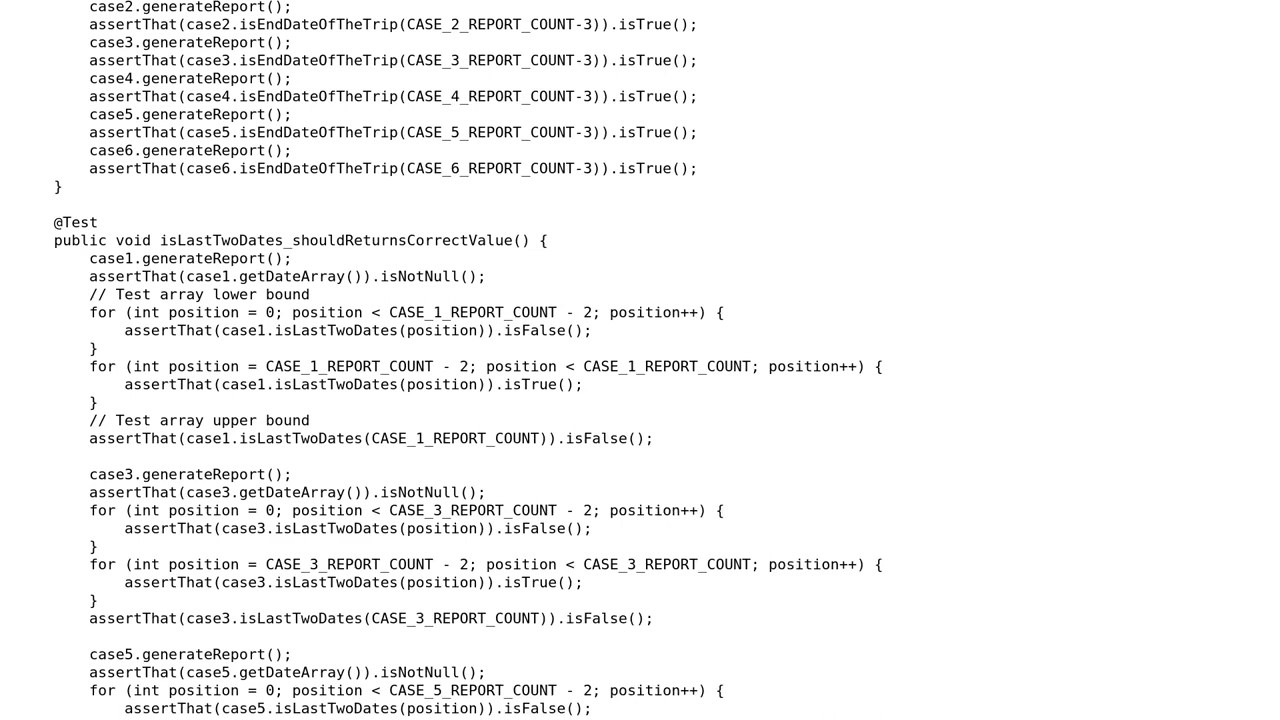 case2.generateReport();
assertThat(case2.isEndDateOfTheTrip(CASE_2_REPORT_COUNT-3)).isTrue();
case3.generateReport();
assertThat(case3.isEndDateOfTheTrip(CASE_3_REPORT_COUNT-3)).isTrue();
case4.generateReport();
assertThat(case4.isEndDateOfTheTrip(CASE_4_REPORT_COUNT-3)).isTrue();
case5.generateReport();
assertThat(case5.isEndDateOfTheTrip(CASE_5_REPORT_COUNT-3)).isTrue();
case6.generateReport();
assertThat(case6.isEndDateOfTheTrip(CASE_6_REPORT_COUNT-3)).isTrue();
}

@Test
public void isLastTwoDates_shouldReturnsCorrectValue() {
case1.generateReport();
assertThat(case1.getDateArray()).isNotNull();
// Test array lower bound
for (int position = 0; position < CASE_1_REPORT_COUNT - 2; position++) {
assertThat(case1.isLastTwoDates(position)).isFalse();
}
for (int position = CASE_1_REPORT_COUNT - 2; position < CASE_1_REPORT_COUNT; position++) {
assertThat(case1.isLastTwoDates(position)).isTrue();
}
// Test array upper bound
assertThat(case1.isLastTwoDates(CASE_1_REPORT_COUNT)).isFalse();

case3.generateReport();
assertThat(case3.getDateArray()).isNotNull();
for (int position = 0; position < CASE_3_REPORT_COUNT - 2; position++) {
assertThat(case3.isLastTwoDates(position)).isFalse();
}
for (int position = CASE_3_REPORT_COUNT - 2; position < CASE_3_REPORT_COUNT; position++) {
assertThat(case3.isLastTwoDates(position)).isTrue();
}
assertThat(case3.isLastTwoDates(CASE_3_REPORT_COUNT)).isFalse();

case5.generateReport();
assertThat(case5.getDateArray()).isNotNull();
for (int position = 0; position < CASE_5_REPORT_COUNT - 2; position++) {
assertThat(case5.isLastTwoDates(position)).isFalse();